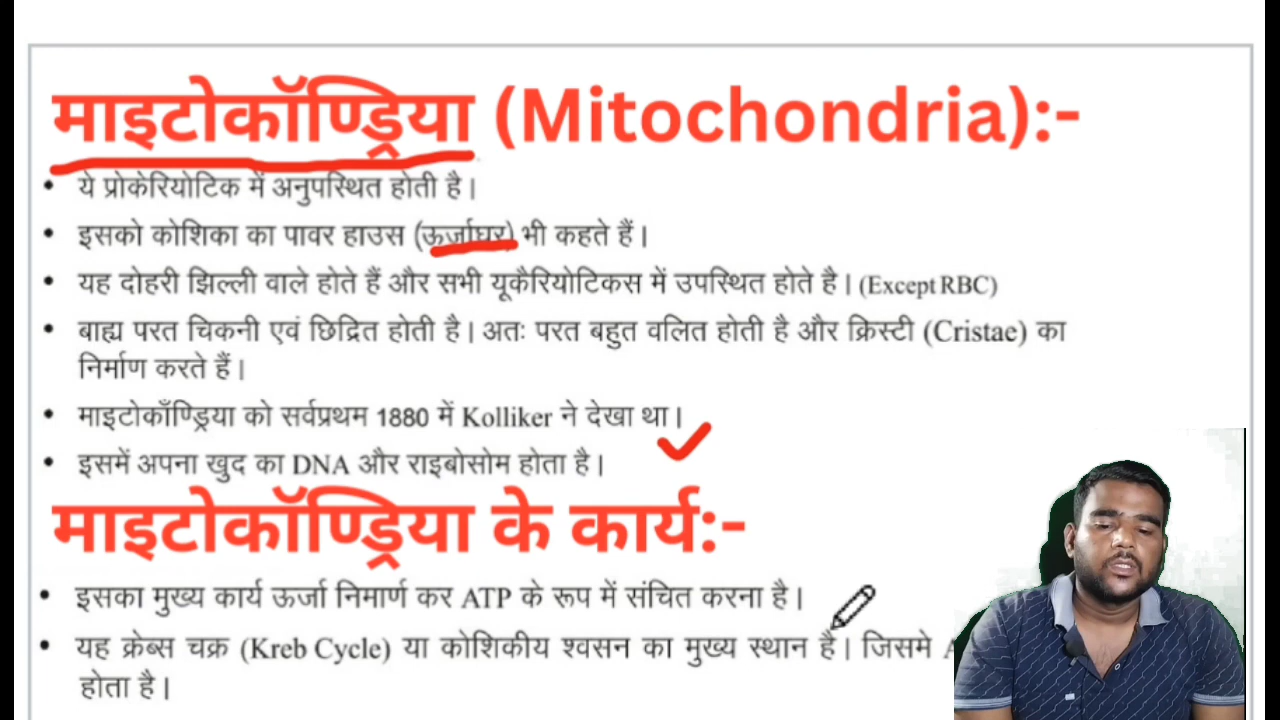 माइटोकॉण्ड्रिया (Mitochondria):-
• ये प्रोकेरियोटिक में अनुपस्थित होती है।
• इसको कोशिका का पावर हाउस (ऊर्जाघर) भी कहते हैं।
• यह दोहरी झिल्ली वाले होते हैं और सभी यूकैरियोटिकस में उपस्थित होते है। (Except RBC)
• बाह्य परत चिकनी एवं छिद्रित होती है। अतः परत बहुत वलित होती है और क्रिस्टी (Cristae) का
निर्माण करते हैं।
• माइटोकाँण्ड्रिया को सर्वप्रथम 1880 में Kolliker ने देखा था।
• इसमें अपना खुद का DNA और राइबोसोम होता है।
माइटोकॉण्ड्रिया के कार्य:-
• इसका मुख्य कार्य ऊर्जा निमार्ण कर ATP के रूप में संचित करना है।
• यह क्रेब्स चक्र (Kreb Cycle) या कोशिकीय श्वसन का मुख्य स्थान है। जिसमे
होता है।